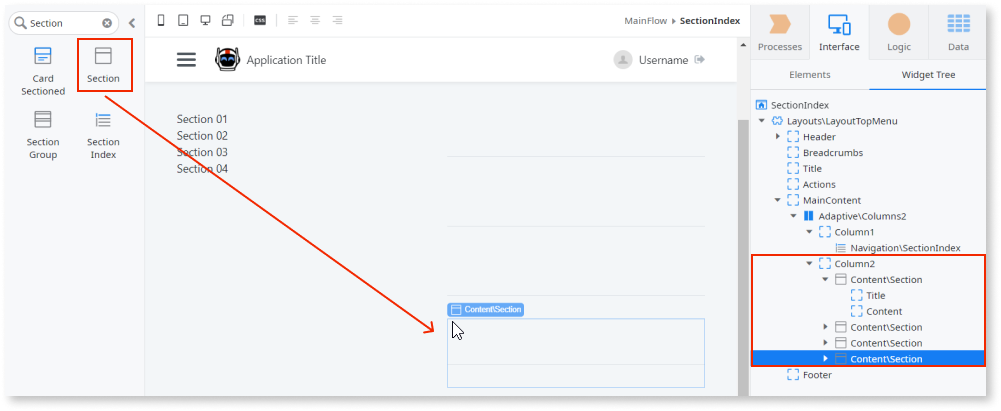 Section
Card
Sectioned
Section
Section
Group
Section
Index
CSS
MainFlow
SectionIndex
Application Title
Username
Section 01
Section 02
Section 03
Section 04
Content\Section
Processes
Interface
Logic
Data
Elements
Widget Tree
SectionIndex
Layouts\LayoutTopMenu
Header
Breadcrumbs
Title
Actions
MainContent
Adaptive\Columns2
Column1
Navigation\SectionIndex
Column2
Content\Section
Title
Content
Content\Section
Content\Section
Content\Section
Footer